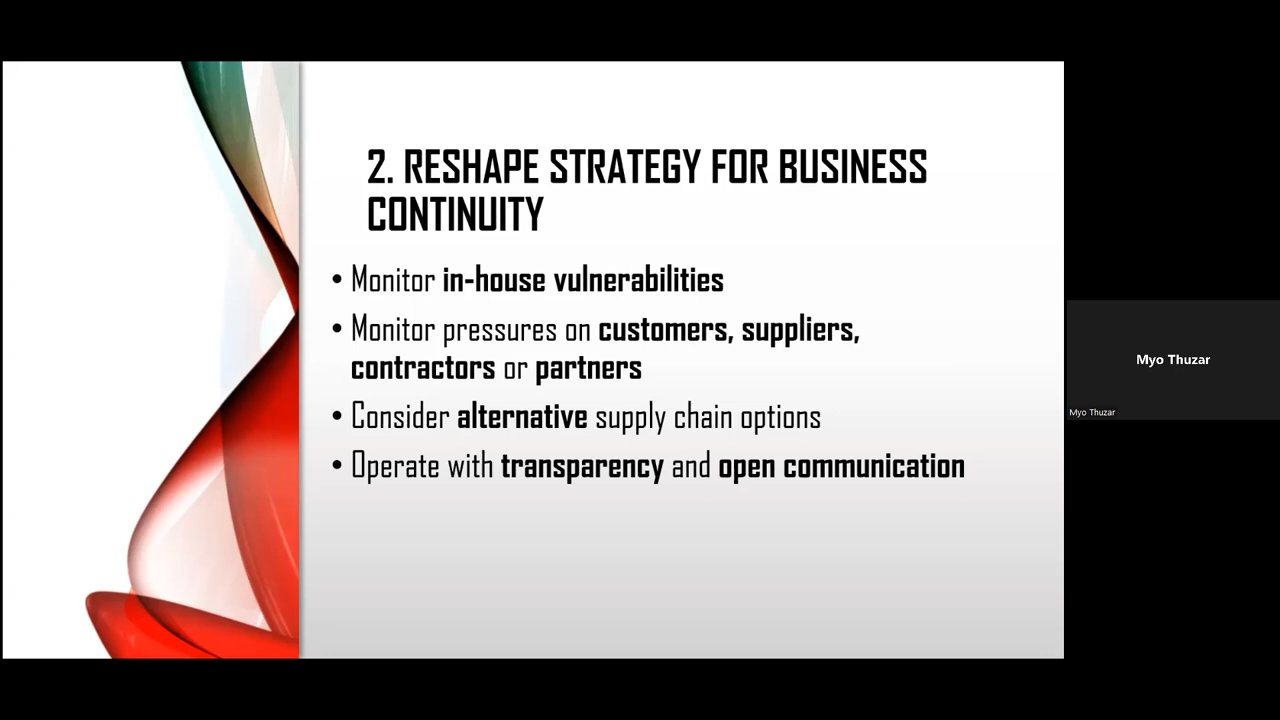 2. RESHAPE STRATEGY FOR BUSINESS
CONTINUITY
• Monitor in-house vulnerabilities
• Monitor pressures on customers, suppliers,
contractors or partners
• Consider alternative supply chain options
• Operate with transparency and open communication
Myo Thuzar
Myo Thuzar